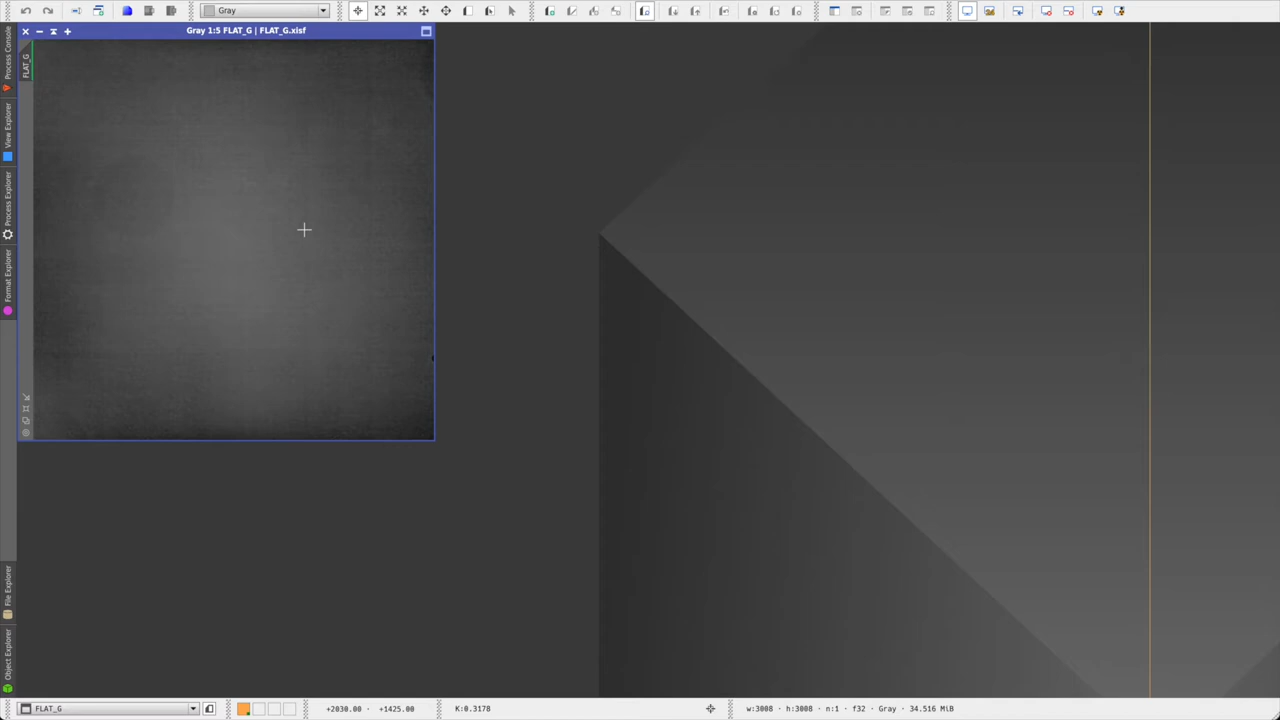 Gray
Gray 1:5 FLAT_G | FLAT_G.xisf
FLAT_G
Process Console
View Explorer
Process Explorer
Format Explorer
File Explorer
Object Explorer
FLAT_G
+2030.00 · +1425.00
K:0.3178
w:3008 · h:3008 · n:1 · f32 · Gray · 34.516 MiB